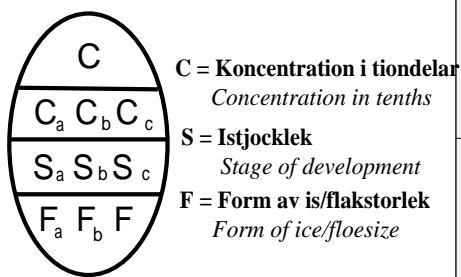 C
C = Koncentration i tiondelar
Concentration in tenths
Ca Cb Cc
S = Istjocklek
Stage of development
Sa Sb Sc
F = Form av is/flakstorlek
Form of ice/floesize
Fa Fb F